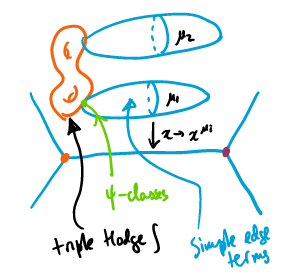 μ₂
μ₁
x → x^μᵢ
ψ-classes
triple Hodge ∫
simple edge
terms